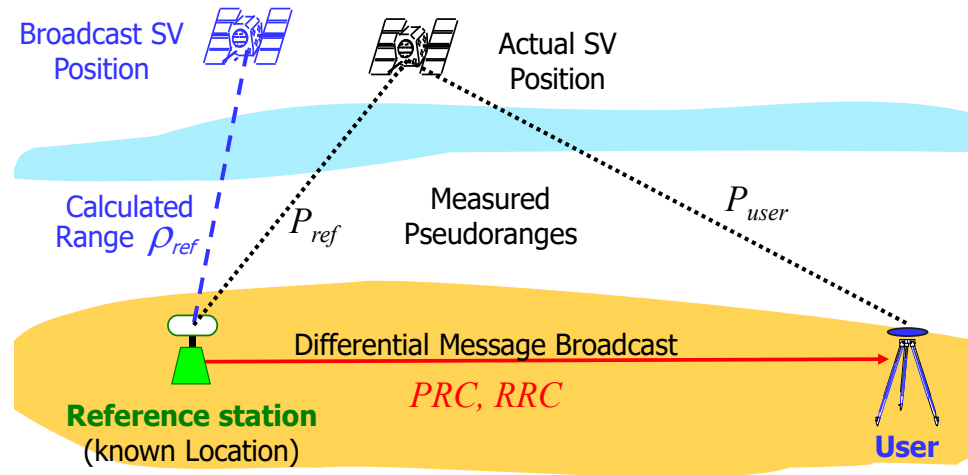 Broadcast SV
Position
Actual SV
Position
Calculated
Range ρref
Pref
Measured
Pseudoranges
Puser
Differential Message Broadcast
PRC, RRC
Reference station
(known Location)
User